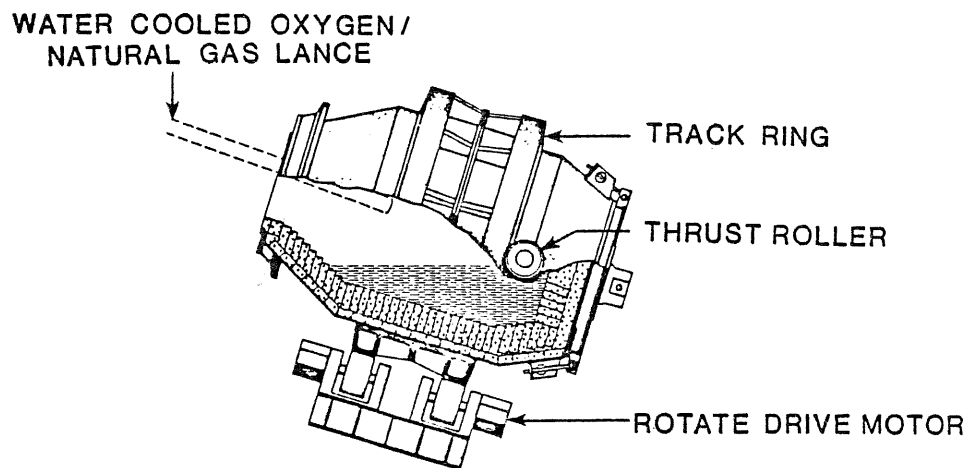 WATER COOLED OXYGEN/
NATURAL GAS LANCE
TRACK RING
THRUST ROLLER
ROTATE DRIVE MOTOR